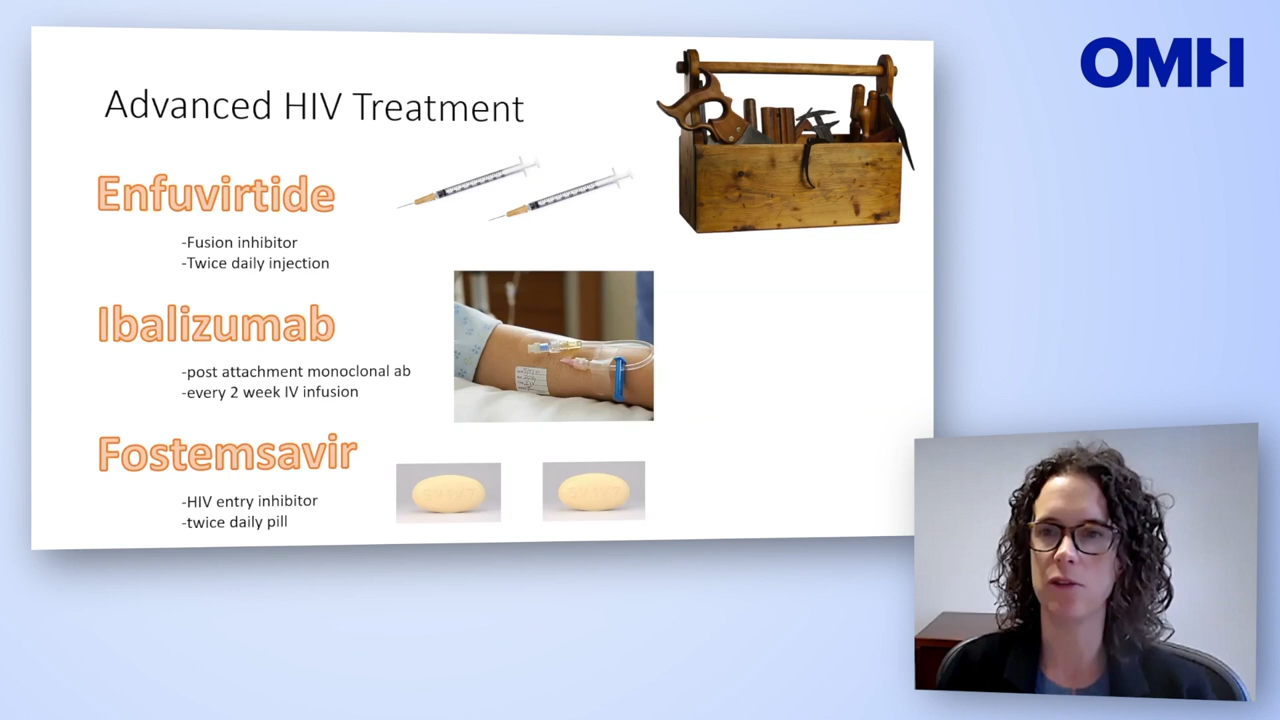 OMH
Advanced HIV Treatment
Enfuvirtide
-Fusion inhibitor
-Twice daily injection
Ibalizumab
-post attachment monoclonal ab
-every 2 week IV infusion
Fostemsavir
-HIV entry inhibitor
-twice daily pill